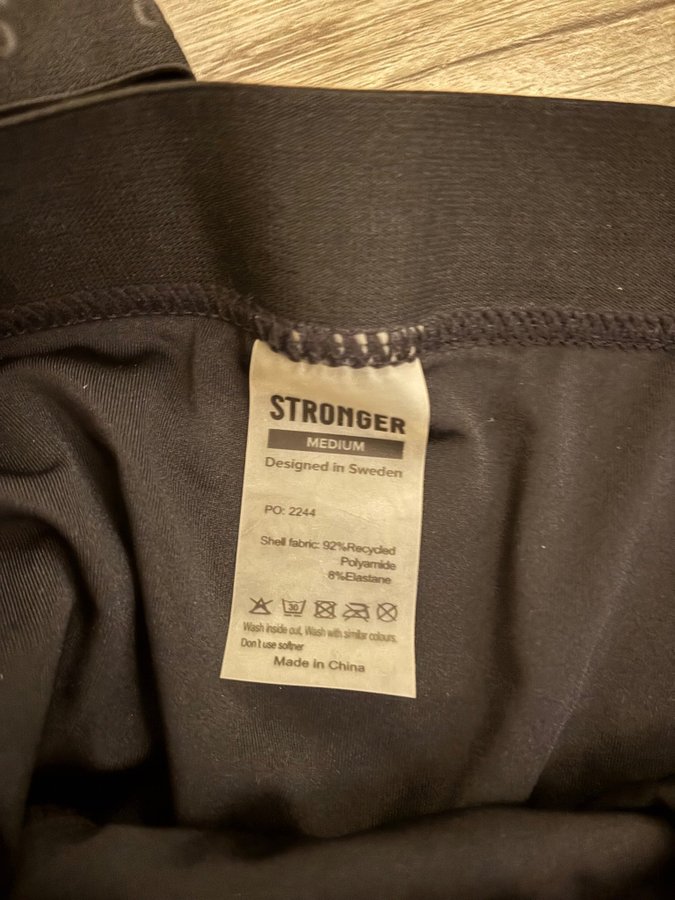 STRONGER
MEDIUM
Designed in Sweden
PO: 2244
Shell fabric: 92%Recycled
Polyamide
8%Elastane
30
Wash inside out, Wash with similar colours,
Don't use softner
Made in China